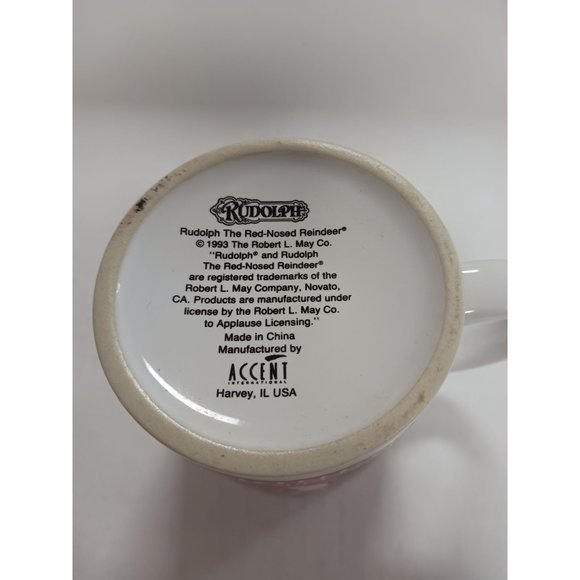 RUDOLPH
Rudolph The Red-Nosed Reindeer®
© 1993 The Robert L. May Co.
"Rudolph® and Rudolph
The Red-Nosed Reindeer®
are registered trademarks of the
Robert L. May Company, Novato,
CA. Products are manufactured under
license by the Robert L. May Co.
to Applause Licensing."
Made in China
Manufactured by
ACCENT
INTERNATIONAL
Harvey, IL USA